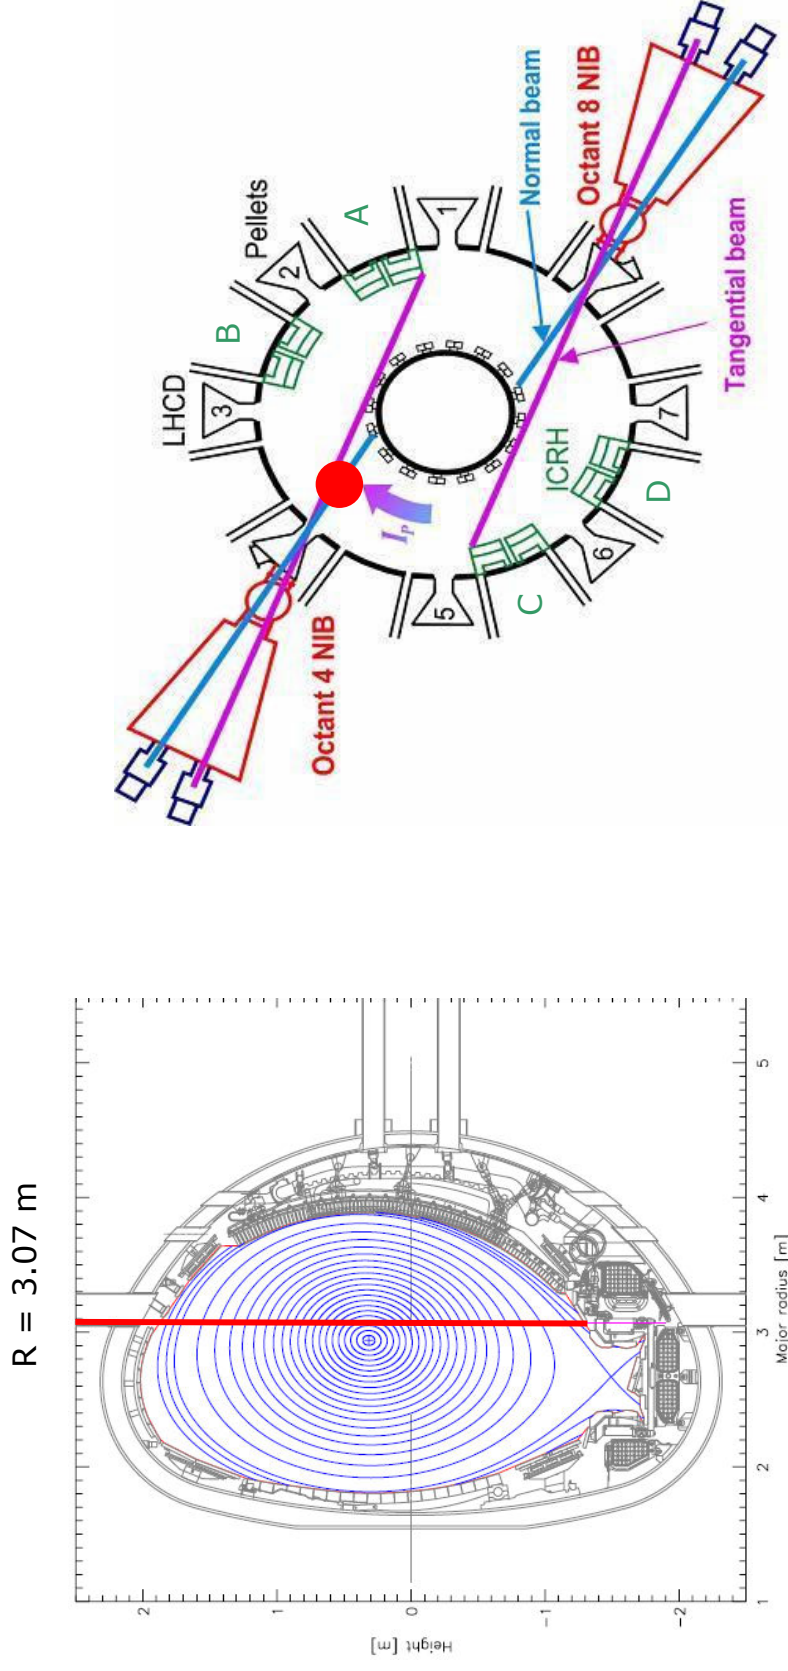 R = 3.07 m
2
1
0
-1
-2
Height [m]
1
2
3
4
5
Major radius [m]
Octant 4 NIB
LHCD
Pellets
B
A
3
2
1
Ip
5
C
6
ICRH
D
7
Normal beam
Octant 8 NIB
Tangential beam